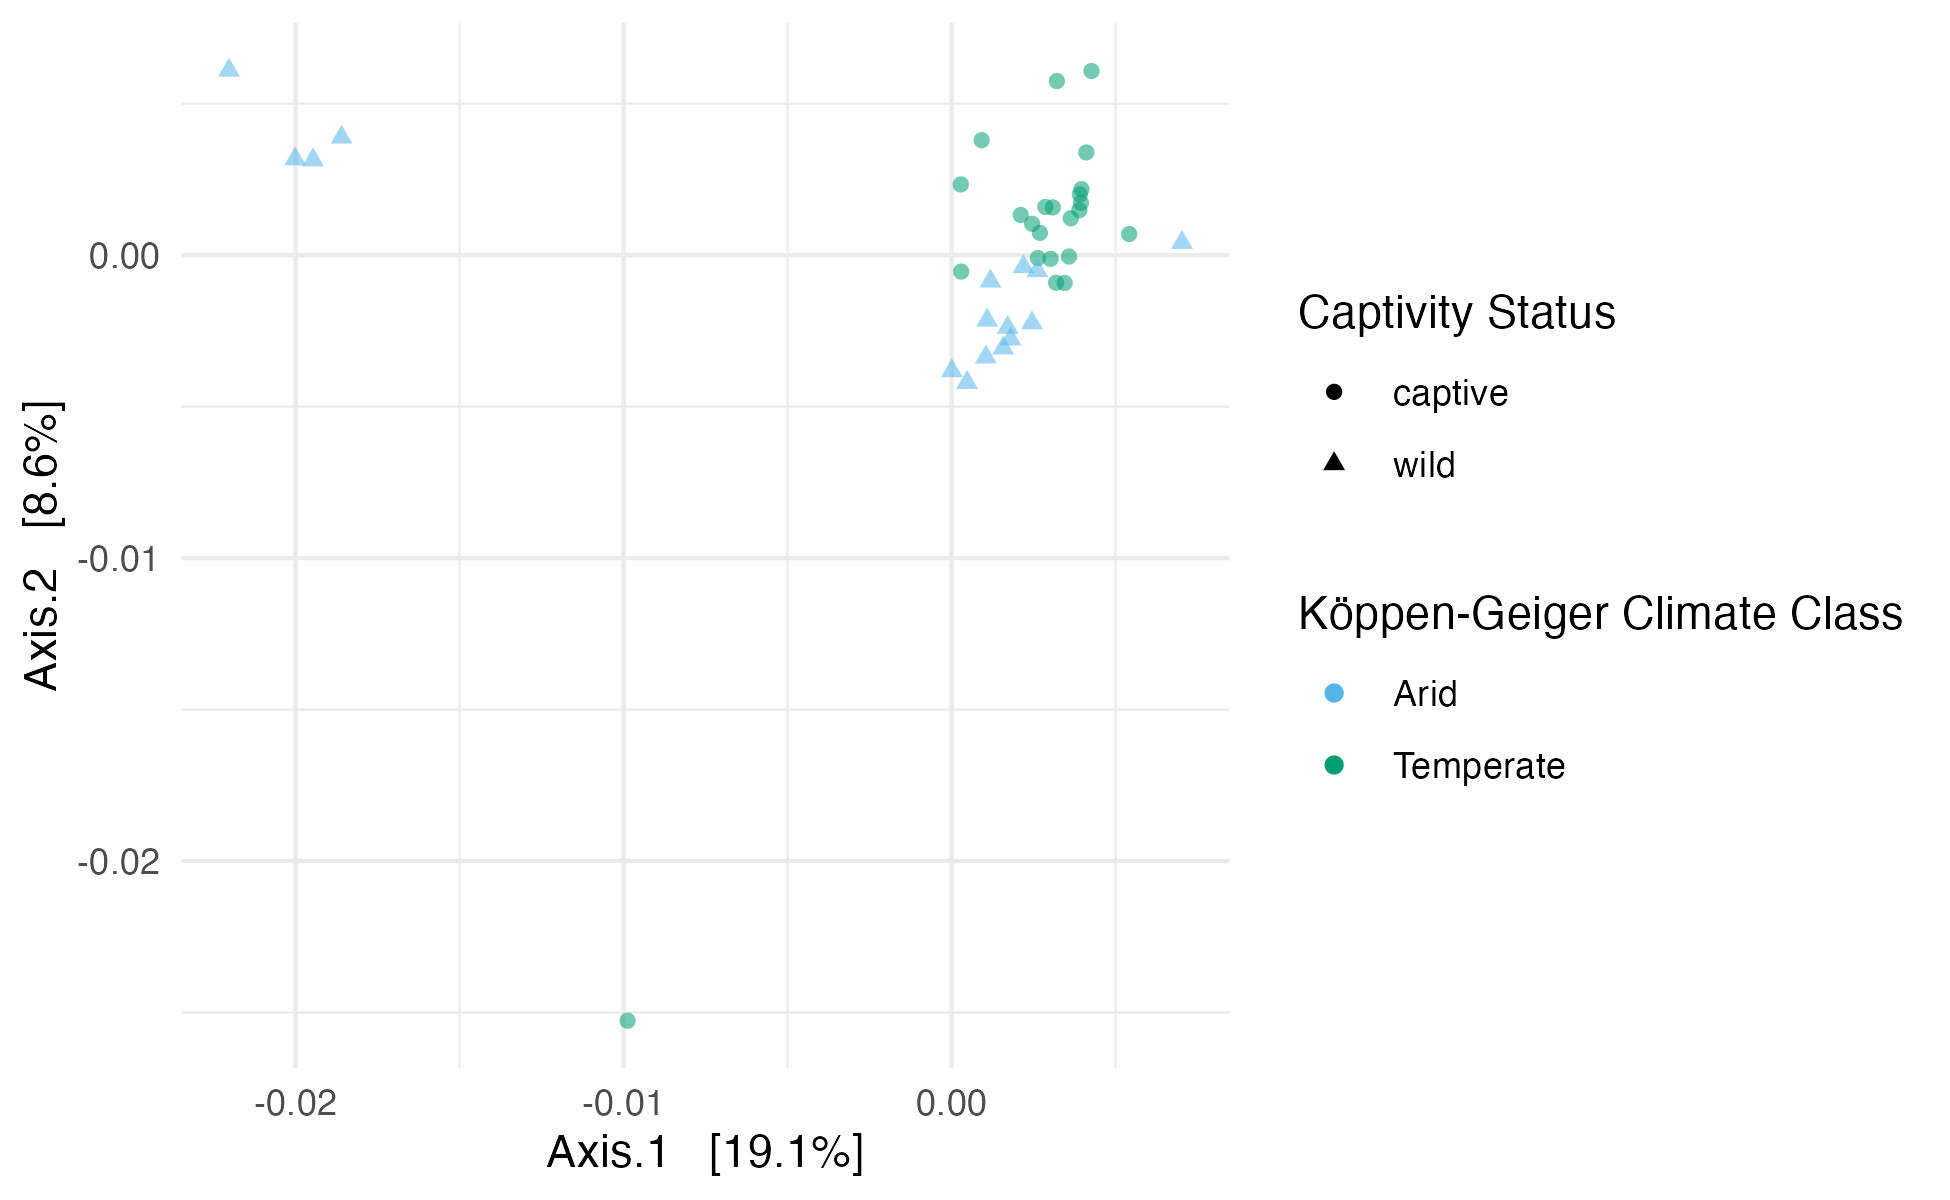 0.00
-0.01
-0.02
Axis.2 [8.6%]
-0.02 -0.01 0.00
Axis.1 [19.1%]
Captivity Status
captive
wild
Köppen-Geiger Climate Class
Arid
Temperate